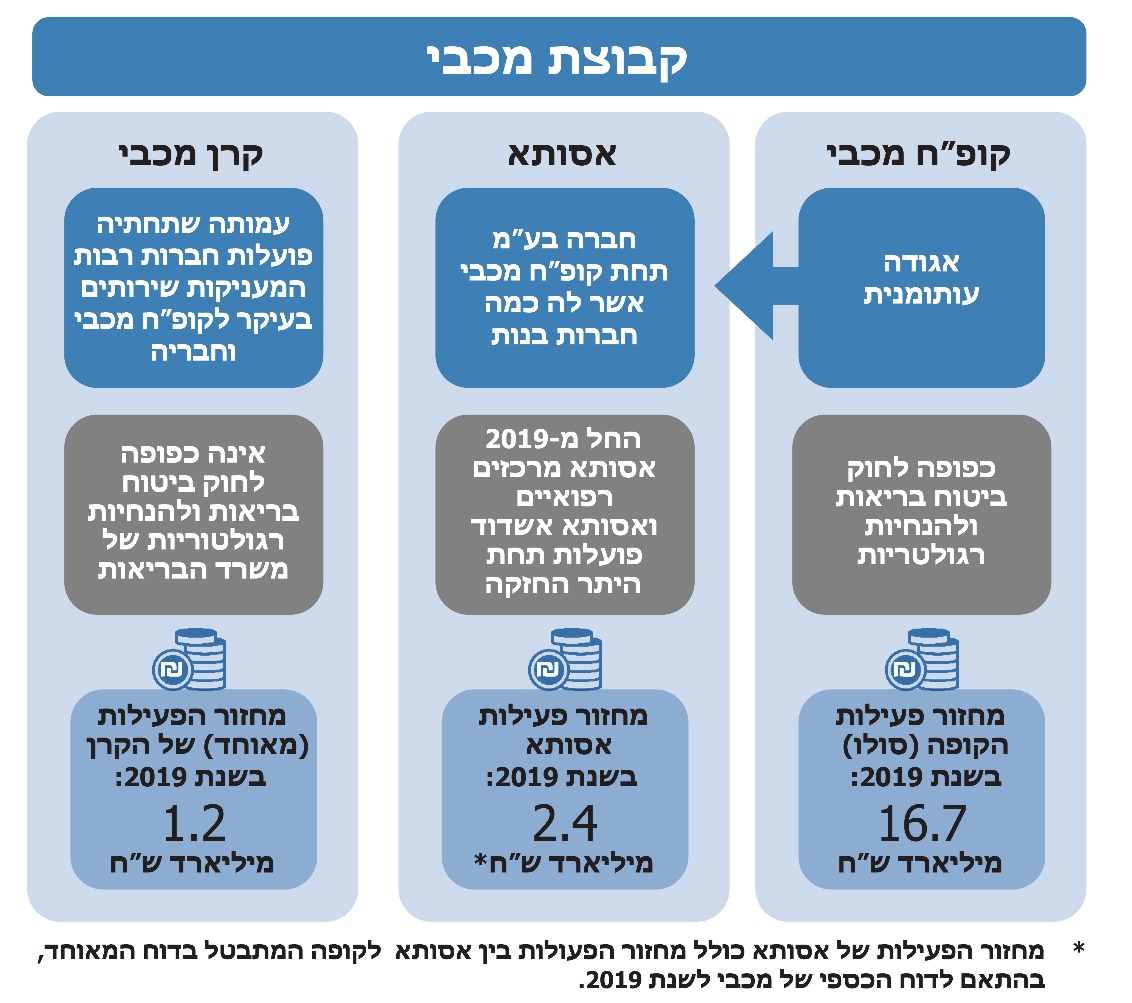 קבוצת מכבי
קופ"ח מכבי
אגודה
עותומנית
כפופה לחוק
ביטוח בריאות
ולהנחיות
רגולטריות
₪
מחזור פעילות
הקופה (סולו)
בשנת 2019:
16.7
מיליארד ש"ח
אסותא
חברה בע"מ
תחת קופ"ח מכבי
אשר לה כמה
חברות בנות
החל מ-2019
אסותא מרכזים
רפואיים
ואסותא אשדוד
פועלות תחת
היתר החזקה
₪
מחזור פעילות
אסותא
בשנת 2019:
2.4
מיליארד ש"ח*
קרן מכבי
עמותה שתחתיה
פועלות חברות רבות
המעניקות שירותים
בעיקר לקופ"ח מכבי
וחבריה
אינה כפופה
לחוק ביטוח
בריאות ולהנחיות
רגולטוריות של
משרד הבריאות
₪
מחזור הפעילות
(מאוחד) של הקרן
בשנת 2019:
1.2
מיליארד ש"ח
* מחזור הפעילות של אסותא כולל מחזור הפעולות בין אסותא לקופה המתבטל בדוח המאוחד,
בהתאם לדוח הכספי של מכבי לשנת 2019.